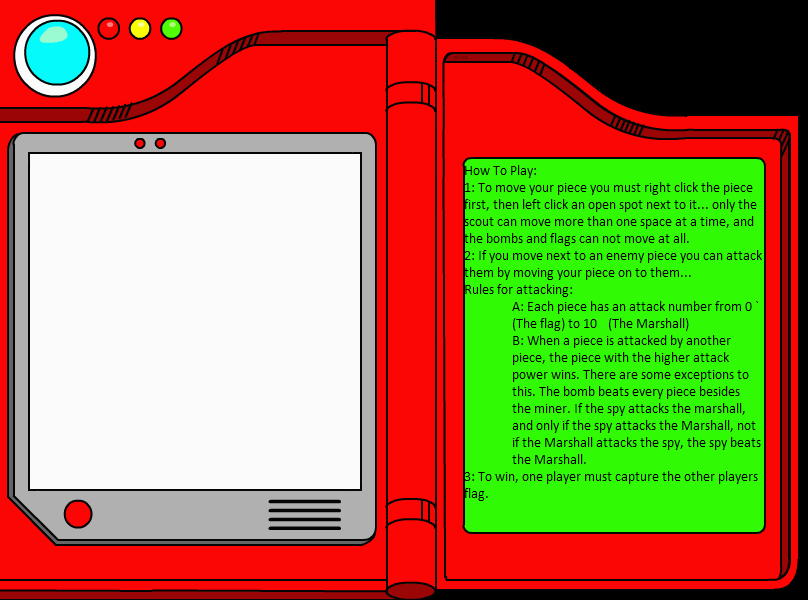 How To Play:
1: To move your piece you must right click the piece
first, then left click an open spot next to it... only the
scout can move more than one space at a time, and
the bombs and flags can not move at all.
2: If you move next to an enemy piece you can attack
them by moving your piece on to them...
Rules for attacking:
A: Each piece has an attack number from 0 `
(The flag) to 10   (The Marshall)
B: When a piece is attacked by another
piece, the piece with the higher attack
power wins. There are some exceptions to
this. The bomb beats every piece besides
the miner. If the spy attacks the marshall,
and only if the spy attacks the Marshall, not
if the Marshall attacks the spy, the spy beats
the Marshall.
3: To win, one player must capture the other players
flag.